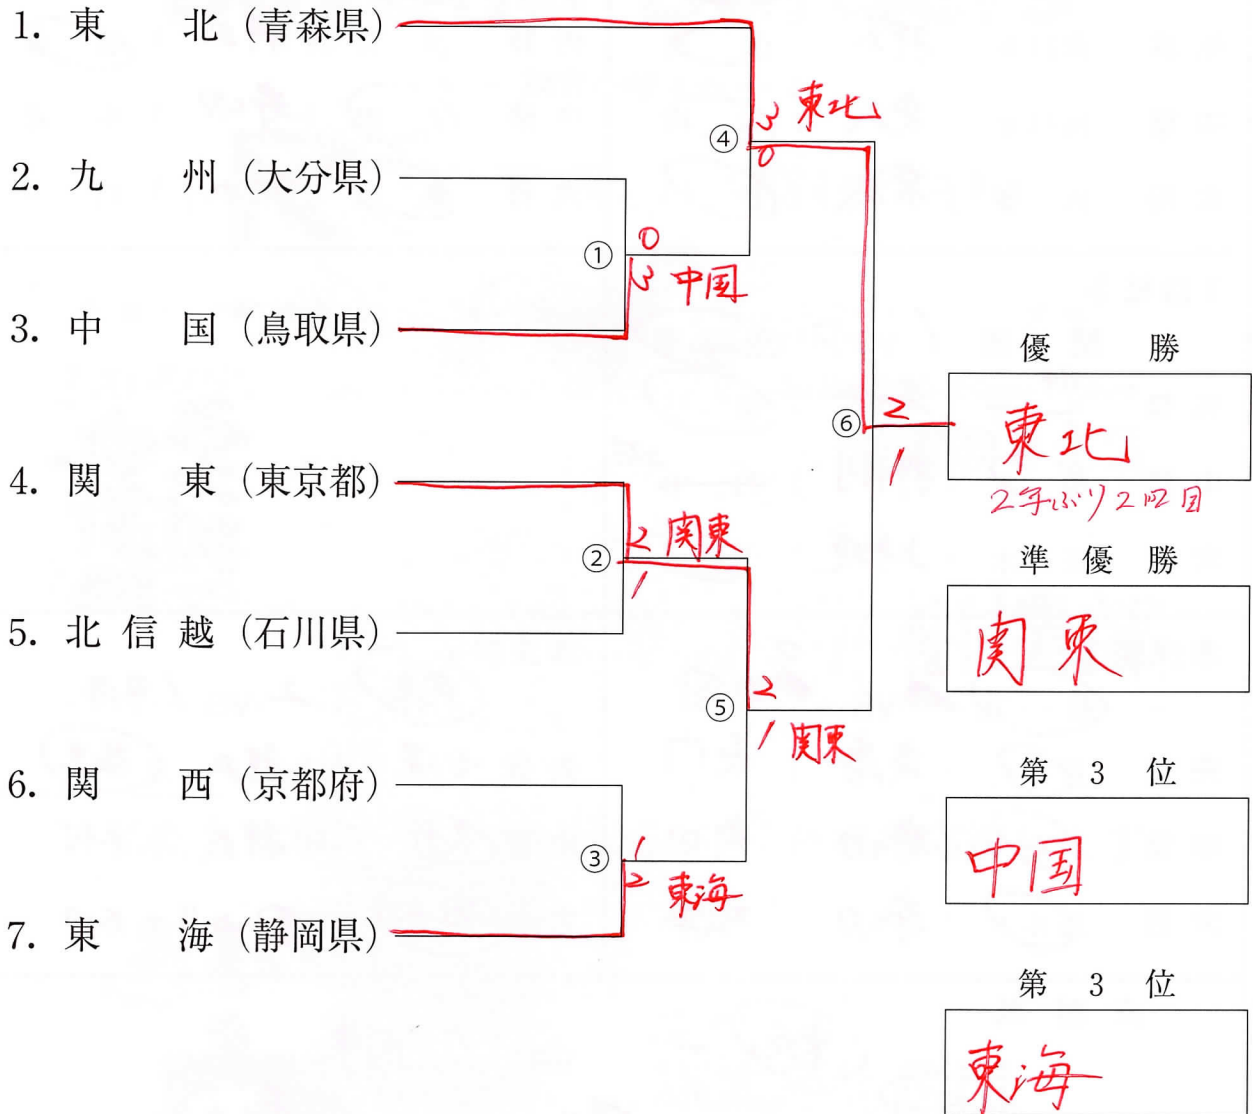 1. 東北（青森県）
3 東北
④
0
2. 九州（大分県）
0
①
3 中国
3. 中国（鳥取県）
優勝
2
⑥
東北
1
2年ぶり2回目
4. 関東（東京都）
2 関東
②
1
準優勝
5. 北信越（石川県）
関東
2
⑤
1 関東
第3位
6. 関西（京都府）
中国
1
③
2 東海
7. 東海（静岡県）
第3位
東海